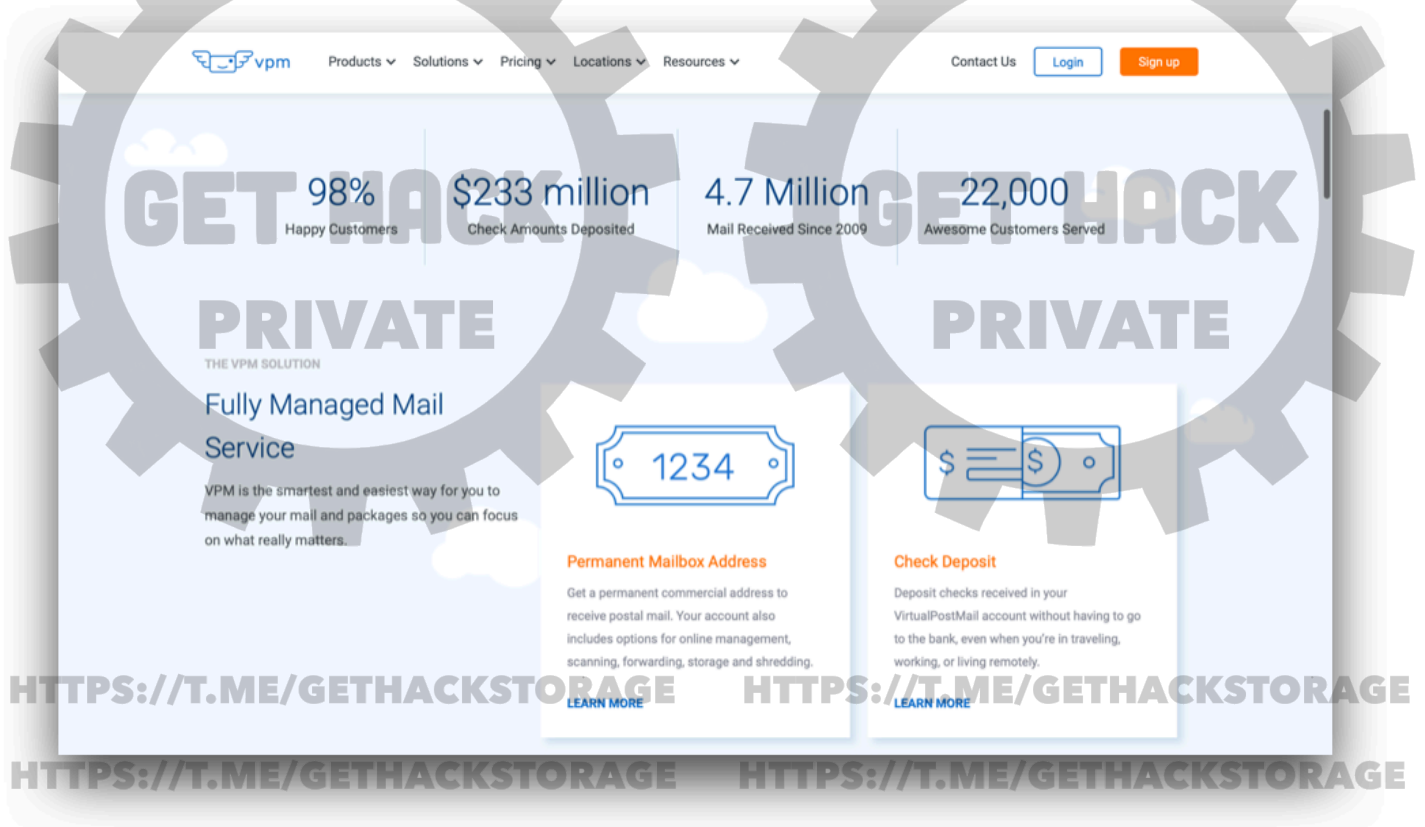 vpm Products Solutions Pricing Locations Resources Contact Us Login Sign up
98% $233 million 4.7 Million 22,000
Happy Customers Check Amounts Deposited Mail Received Since 2009 Awesome Customers Served
GET HACK GET HACK
PRIVATE PRIVATE
THE VPM SOLUTION
Fully Managed Mail
Service
VPM is the smartest and easiest way for you to
manage your mail and packages so you can focus
on what really matters.
1234
Permanent Mailbox Address
Get a permanent commercial address to
receive postal mail. Your account also
includes options for online management,
scanning, forwarding, storage and shredding.
LEARN MORE
$ $
Check Deposit
Deposit checks received in your
VirtualPostMail account without having to go
to the bank, even when you're in traveling,
working, or living remotely.
LEARN MORE
HTTPS://T.ME/GETHACKSTORAGE HTTPS://T.ME/GETHACKSTORAGE
HTTPS://T.ME/GETHACKSTORAGE HTTPS://T.ME/GETHACKSTORAGE